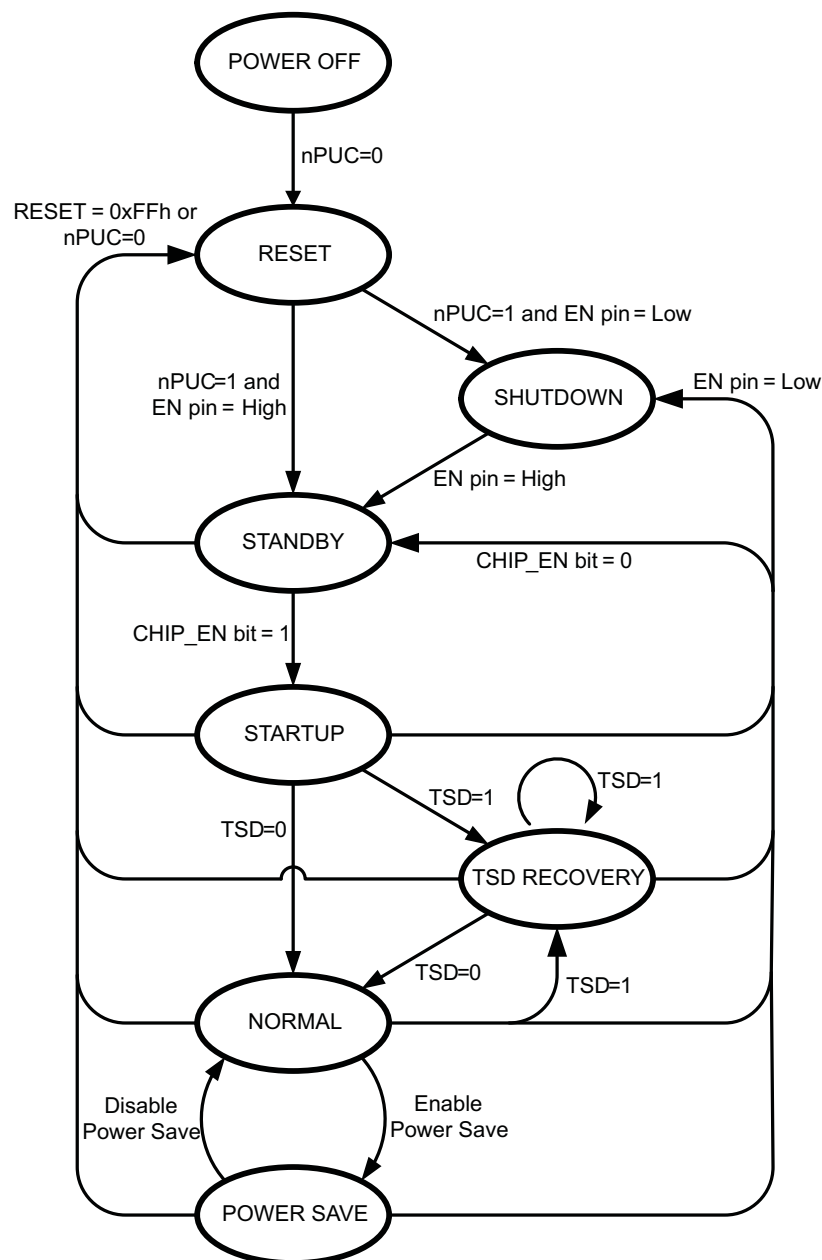 POWER OFF
nPUC=0
RESET = 0xFFh or
nPUC=0
RESET
nPUC=1 and EN pin = Low
nPUC=1 and
EN pin = High
EN pin = Low
SHUTDOWN
EN pin = High
STANDBY
CHIP_EN bit = 0
CHIP_EN bit = 1
STARTUP
TSD=1
TSD=1
TSD=0
TSD RECOVERY
TSD=0
TSD=1
NORMAL
Disable
Power Save
Enable
Power Save
POWER SAVE